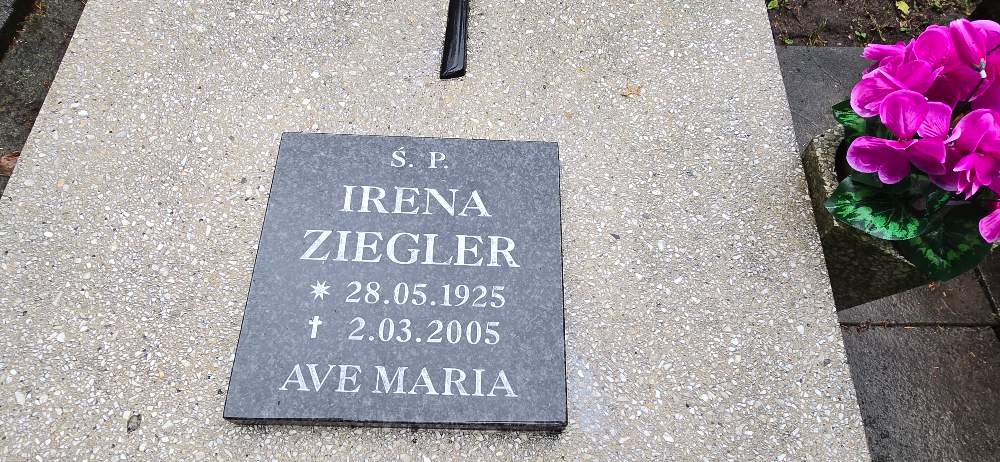 Ś. P.
IRENA
ZIEGLER
✴ 28.05.1925
✝ 2.03.2005
AVE MARIA